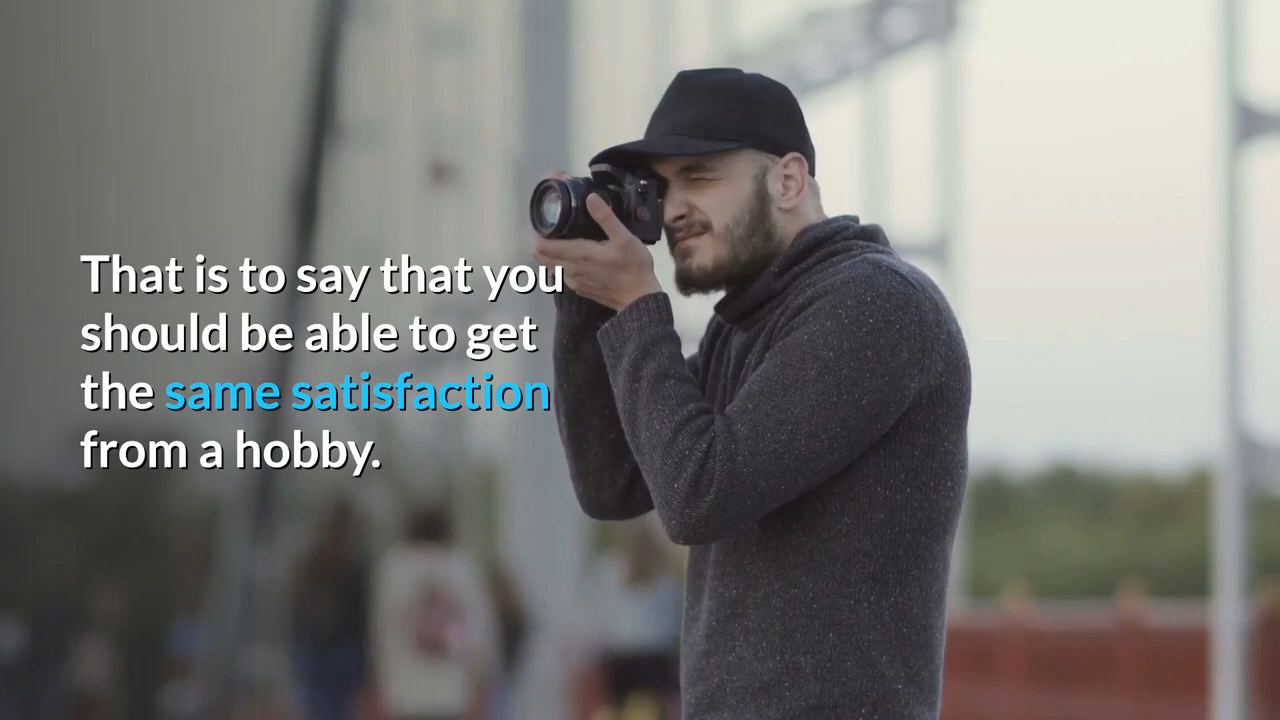 That is to say that you
should be able to get
the same satisfaction
from a hobby.